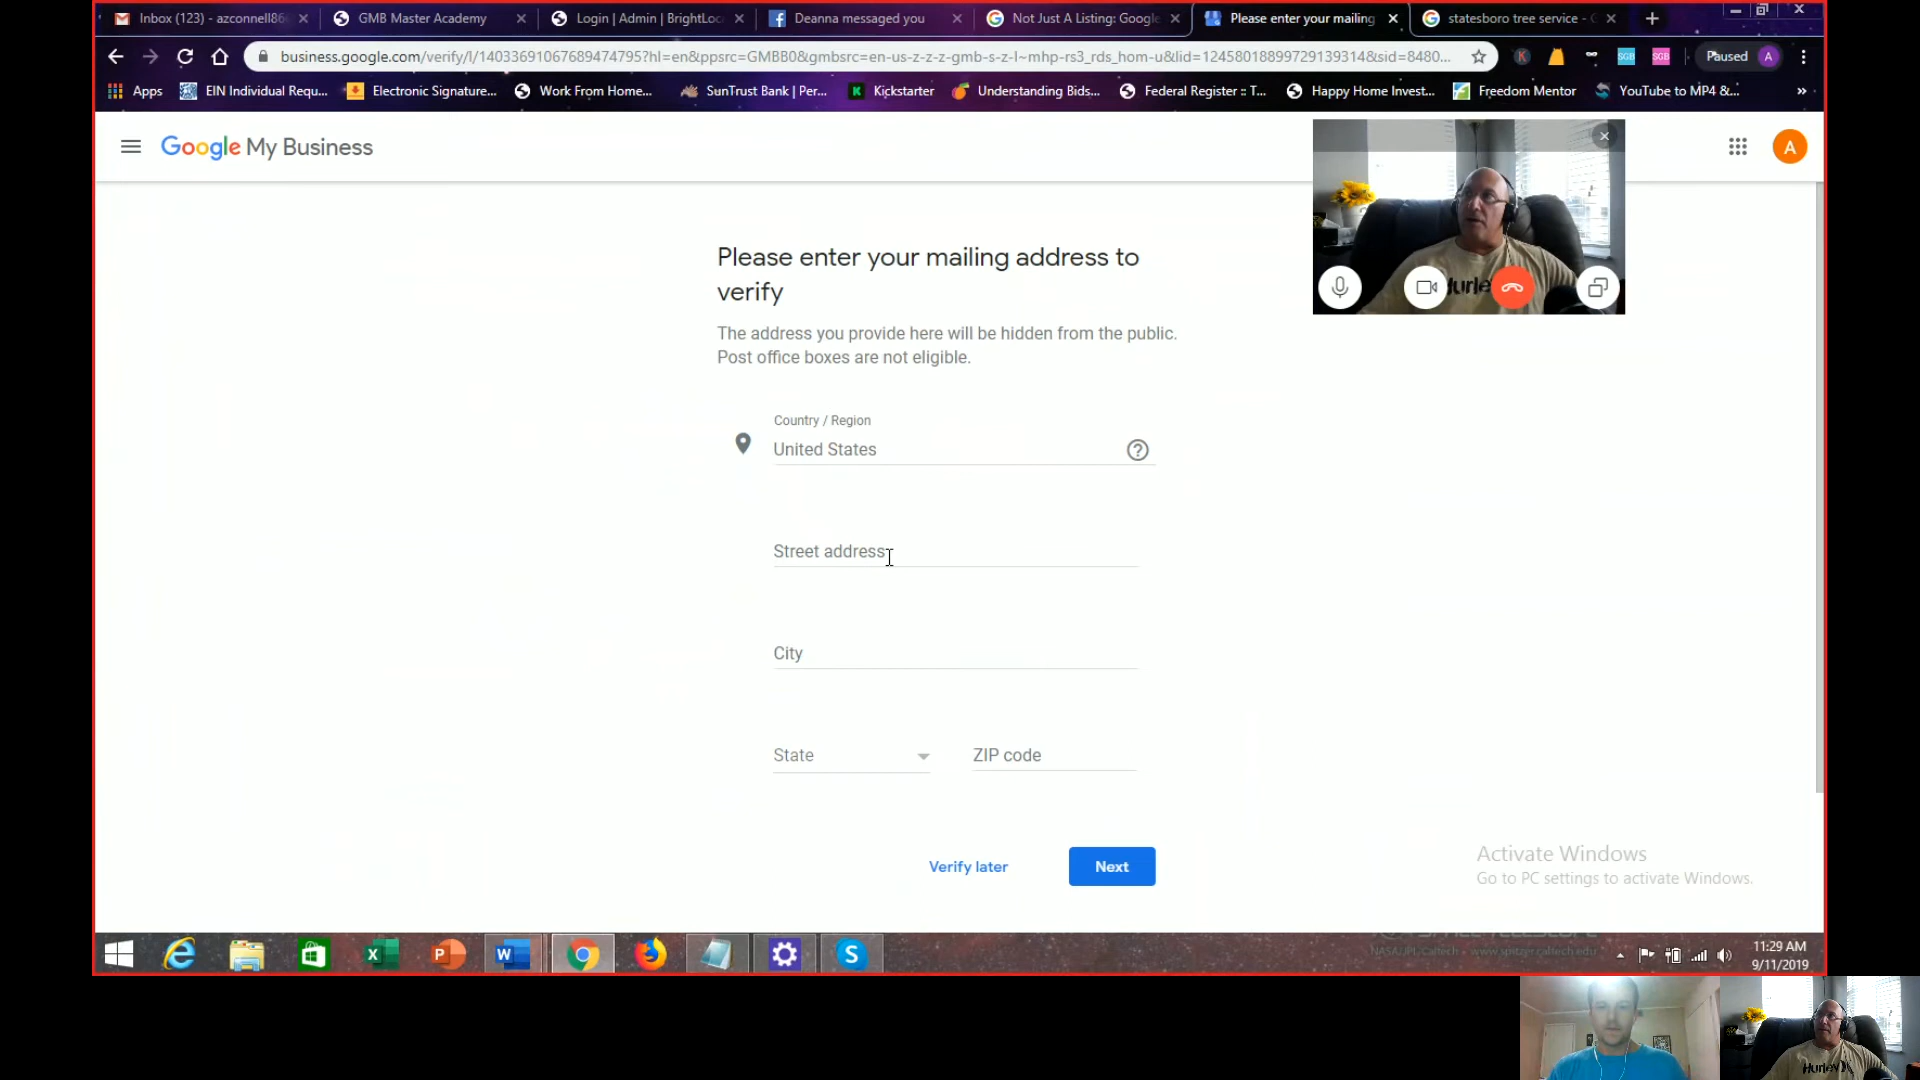 Inbox (123) - azconnell86
GMB Master Academy
Login | Admin | BrightLoc
Deanna messaged you
Not Just A Listing: Google
Please enter your mailing
statesboro tree service -
business.google.com/verify/l/14033691067689474795?hl=en&ppsrc=GMBB0&gmbsrc=en-us-z-z-z-gmb-s-z-l~mhp-rs3_rds_hom-u&lid=12458018899729139314&sid=8480...
Paused
A
Apps
EIN Individual Requ...
Electronic Signature...
Work From Home...
SunTrust Bank | Per...
Kickstarter
Understanding Bids...
Federal Register :: T...
Happy Home Invest...
Freedom Mentor
YouTube to MP4 &...
»
Google My Business
A
Please enter your mailing address to
verify
The address you provide here will be hidden from the public.
Post office boxes are not eligible.
Country / Region
United States
Street address
City
State
ZIP code
Verify later
Next
Activate Windows
Go to PC settings to activate Windows.
11:29 AM
9/11/2019
Hurley